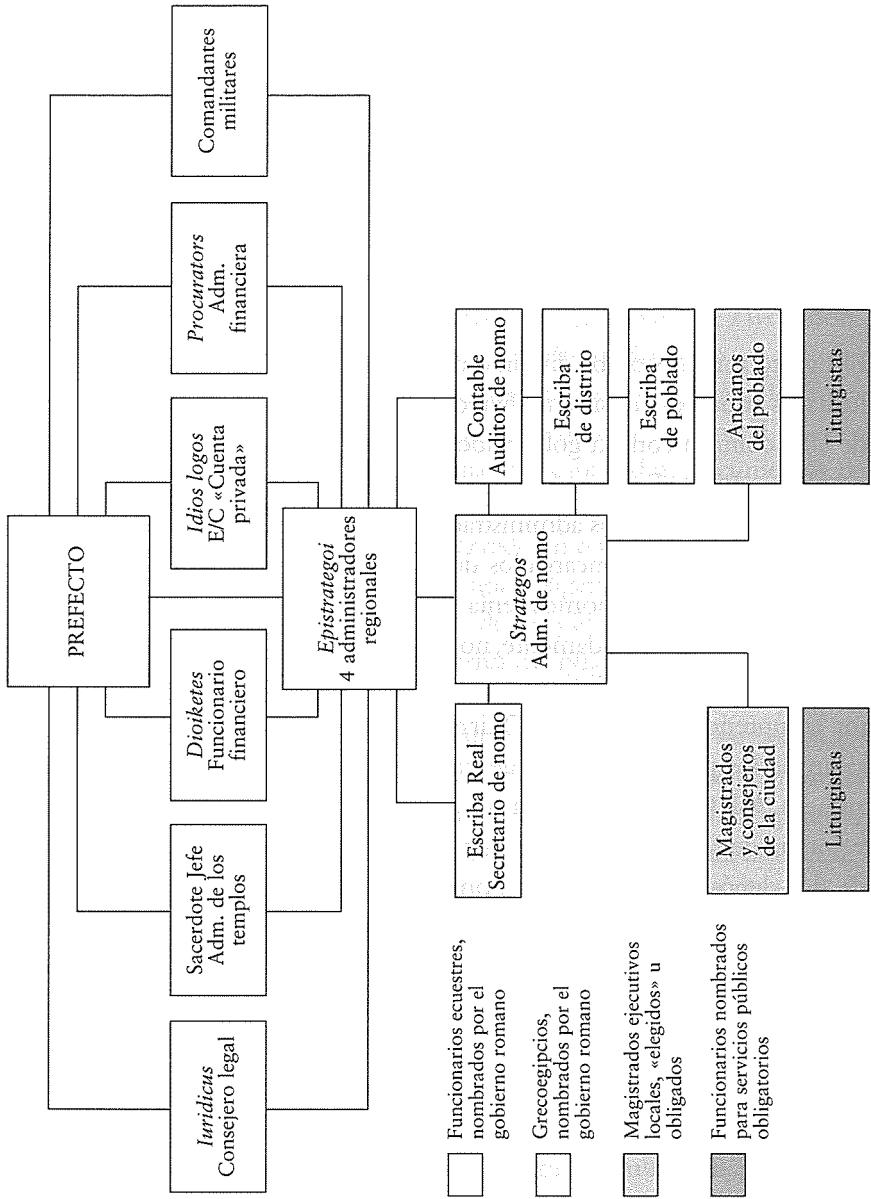 PREFECTO
Iuridicus
Consejero legal
Sacerdote Jefe
Adm. de los
templos
Dioiketes
Funcionario
financiero
Idios logos
E/C «Cuenta
privada»
Procurators
Adm.
financiera
Comandantes
militares
Epistrategoi
4 administradores
regionales
Escriba Real
Secretario de nomo
Strategos
Adm. de nomo
Contable
Auditor de nomo
Escriba
de distrito
Escriba
de poblado
Ancianos
del poblado
Liturgistas
Magistrados
y consejeros
de la ciudad
Liturgistas
Funcionarios ecuestres,
nombrados por el
gobierno romano
Grecoegipcios,
nombrados por el
gobierno romano
Magistrados ejecutivos
locales, «elegidos» u
obligados
Funcionarios nombrados
para servicios públicos
obligatorios